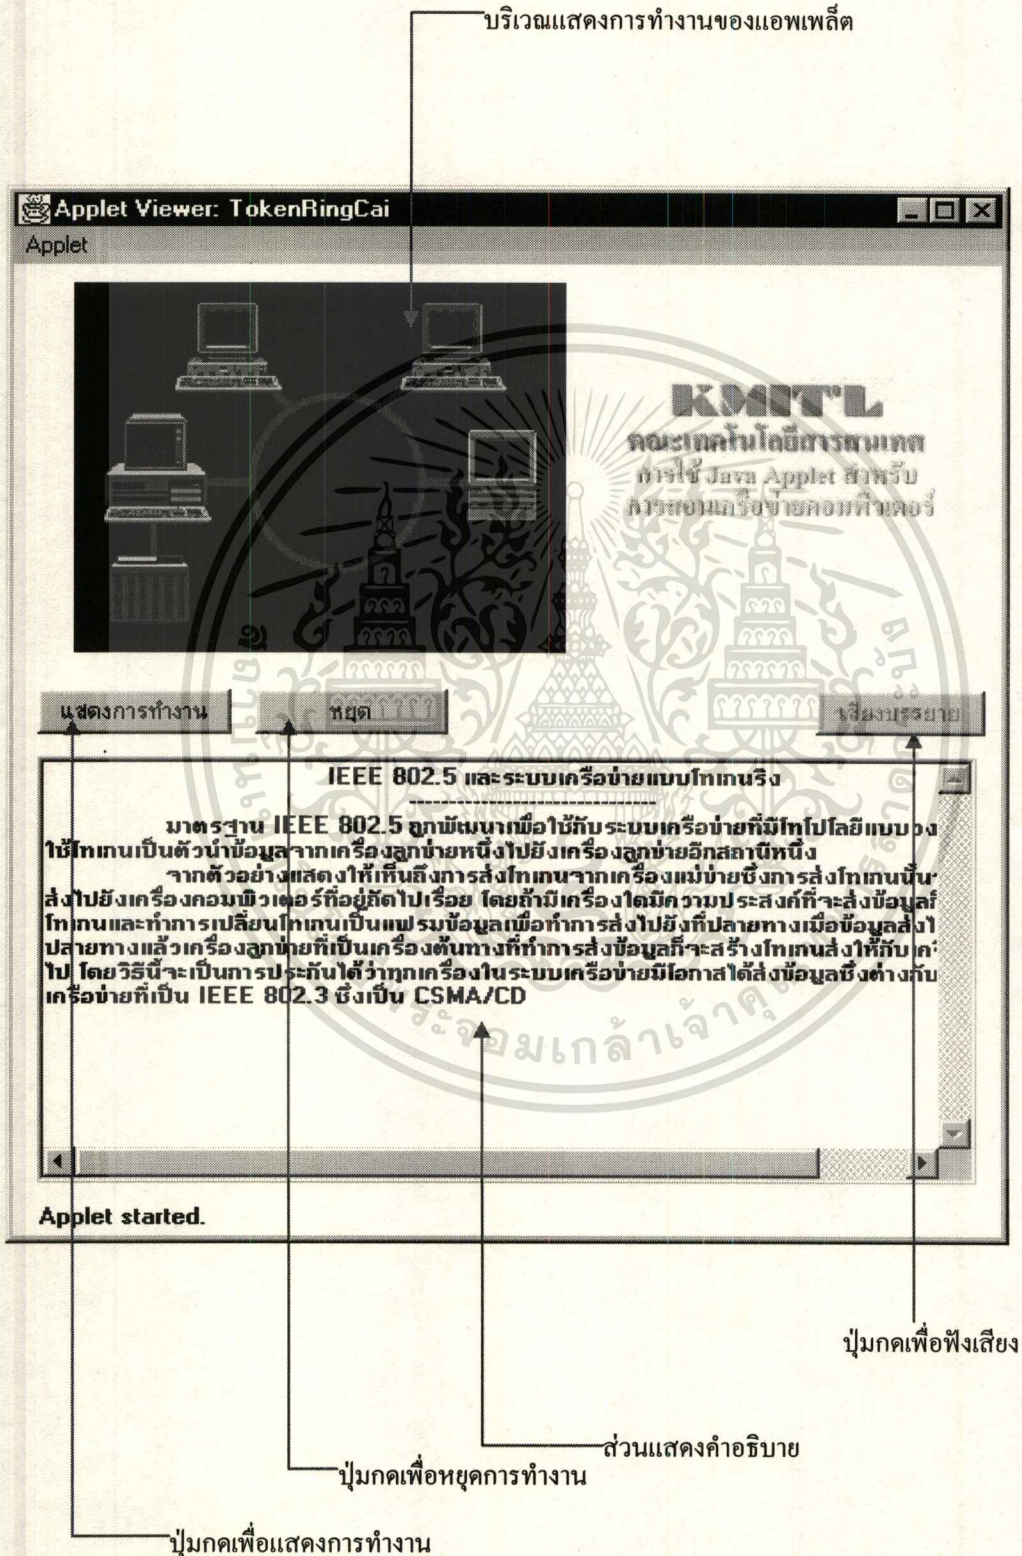 บริเวณแสดงการทำงานของแอพเพล็ต
Applet Viewer: TokenRingCai
Applet
KMITL
คณะเทคโนโลยีสารสนเทศ
การใช้ Java Applet สำหรับ
การสอนเครือข่ายคอมพิวเตอร์
แสดงการทำงาน
หยุด
เสียงบรรยาย
IEEE 802.5 และระบบเครือข่ายแบบโทเกนริง
-------------------------------
มาตรฐาน IEEE 802.5 ถูกพัฒนาเพื่อใช้กับระบบเครือข่ายที่มีโทโปโลยีแบบวง
ใช้โทเกนเป็นตัวนำข้อมูลจากเครื่องลูกข่ายหนึ่งไปยังเครื่องลูกข่ายอีกสถานีหนึ่ง
จากตัวอย่างแสดงให้เห็นถึงการส่งโทเกนจากเครื่องแม่ข่ายซึ่งการส่งโทเกนนั้น
ส่งไปยังเครื่องคอมพิวเตอร์ที่อยู่ถัดไปเรื่อย โดยถ้ามีเครื่องใดมีความประสงค์ที่จะส่งข้อมูลก็
โทเกนและทำการเปลี่ยนโทเกนเป็นแฟรมข้อมูลเพื่อทำการส่งไปยังที่ปลายทางเมื่อข้อมูลส่งไ
ปลายทางแล้วเครื่องลูกข่ายที่เป็นเครื่องต้นทางที่ทำการส่งข้อมูลก็จะสร้างโทเกนส่งให้กับ
ไป โดยวิธีนี้จะเป็นการประกันได้ว่าทุกเครื่องในระบบเครือข่ายมีโอกาสได้ส่งข้อมูลซึ่งต่างกับ
เครือข่ายที่เป็น IEEE 802.3 ซึ่งเป็น CSMA/CD
Applet started.
ปุ่มกดเพื่อฟังเสียง
ส่วนแสดงคำอธิบาย
ปุ่มกดเพื่อหยุดการทำงาน
ปุ่มกดเพื่อแสดงการทำงาน